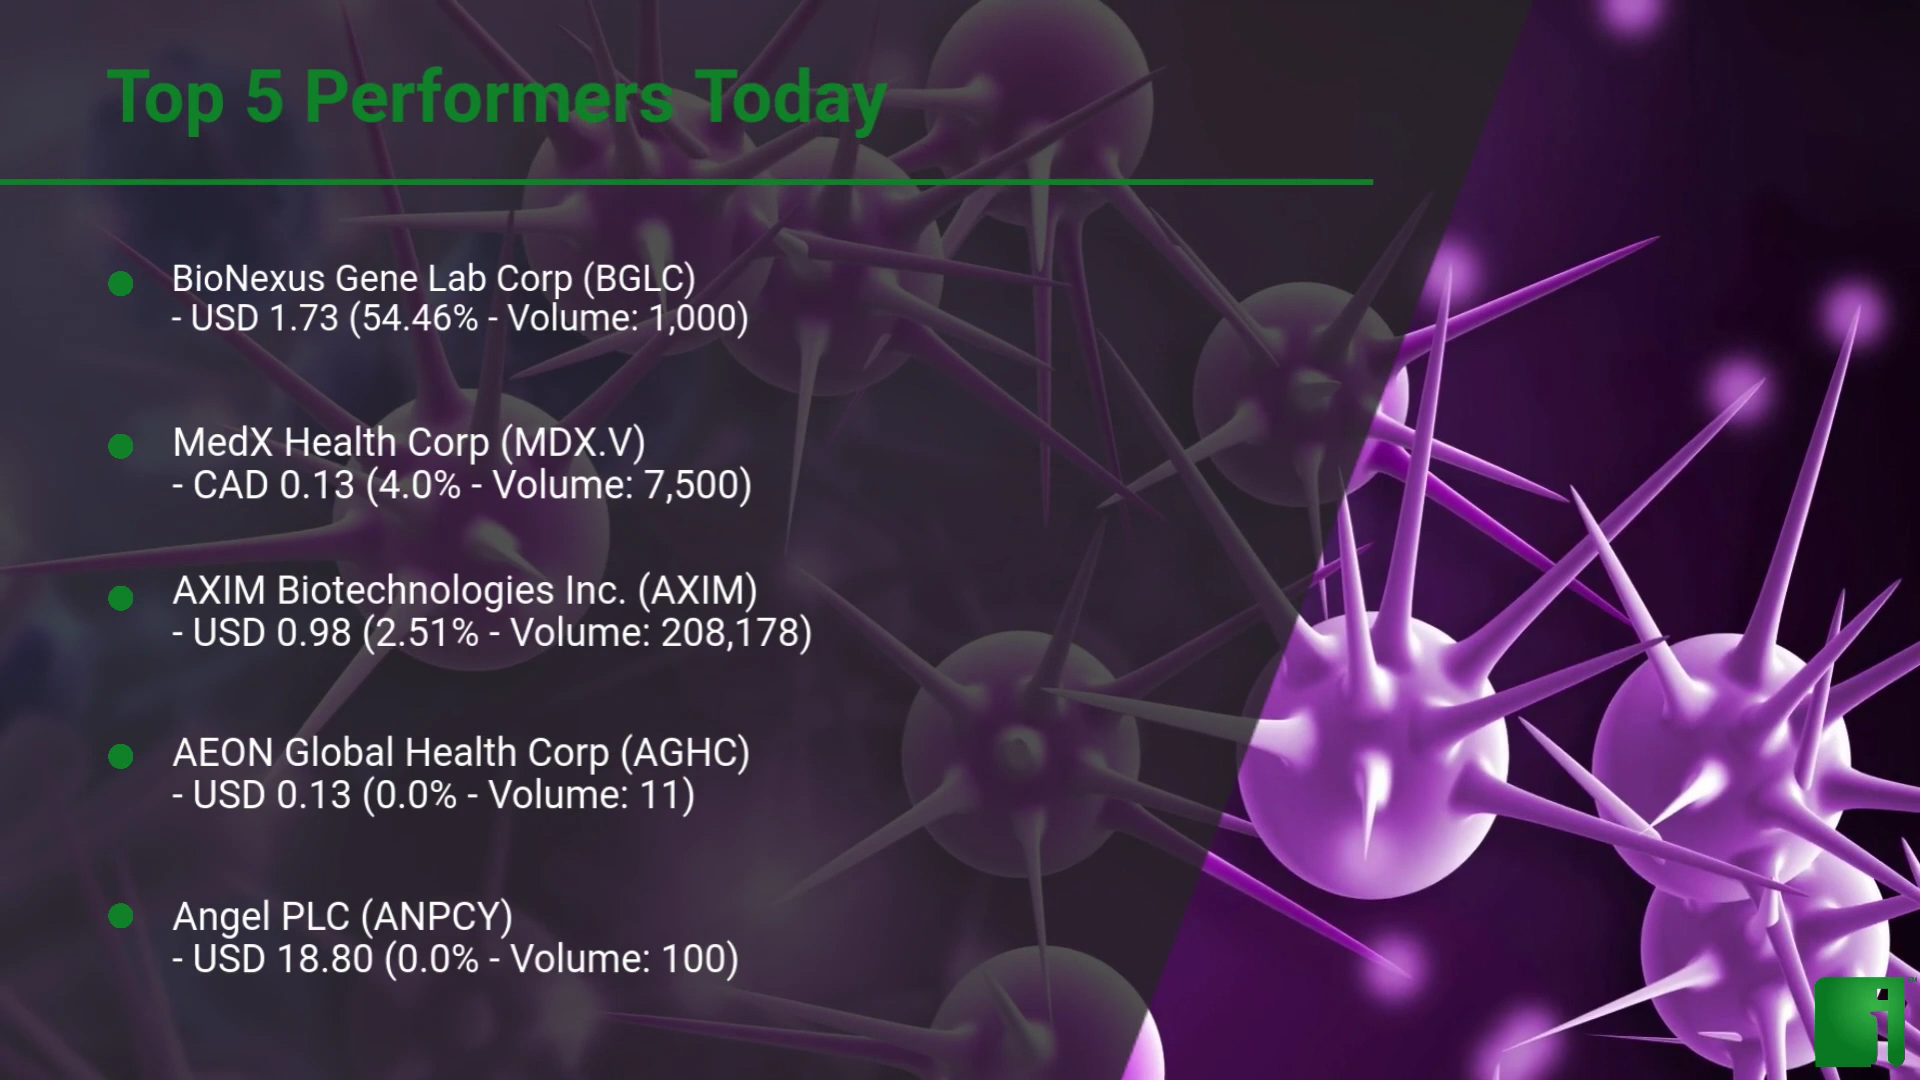 Top 5 Performers Today
BioNexus Gene Lab Corp (BGLC)
- USD 1.73 (54.46% - Volume: 1,000)
MedX Health Corp (MDX.V)
- CAD 0.13 (4.0% - Volume: 7,500)
AXIM Biotechnologies Inc. (AXIM)
- USD 0.98 (2.51% - Volume: 208,178)
AEON Global Health Corp (AGHC)
- USD 0.13 (0.0% - Volume: 11)
Angel PLC (ANPCY)
- USD 18.80 (0.0% - Volume: 100)